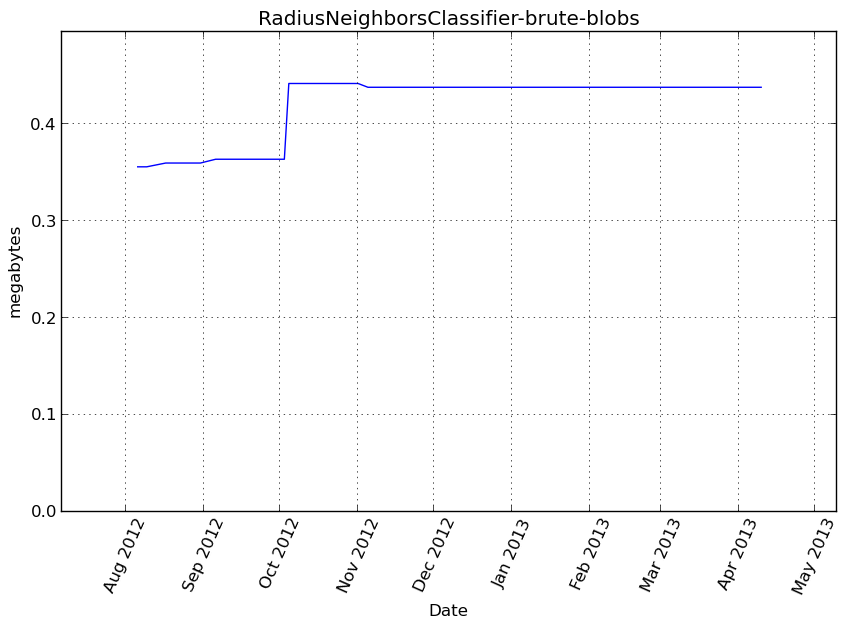 RadiusNeighborsClassifier-brute-blobs
megabytes
0.4
0.3
0.2
0.1
0.0
Aug 2012
Sep 2012
Oct 2012
Nov 2012
Dec 2012
Jan 2013
Feb 2013
Mar 2013
Apr 2013
May 2013
Date